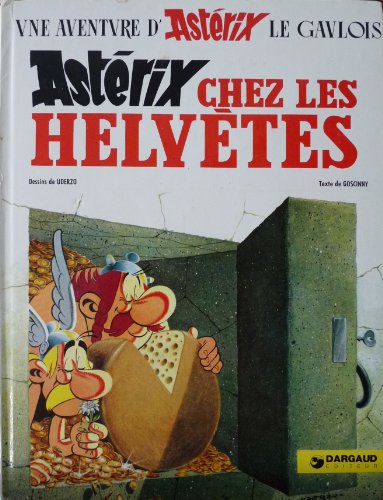 VNE AVENTVRE D'Astérix LE GAVLOIS
Astérix CHEZ LES
HELVÈTES
Dessins de UDERZO
Texte de GOSCINNY
DARGAUD
EDITEUR